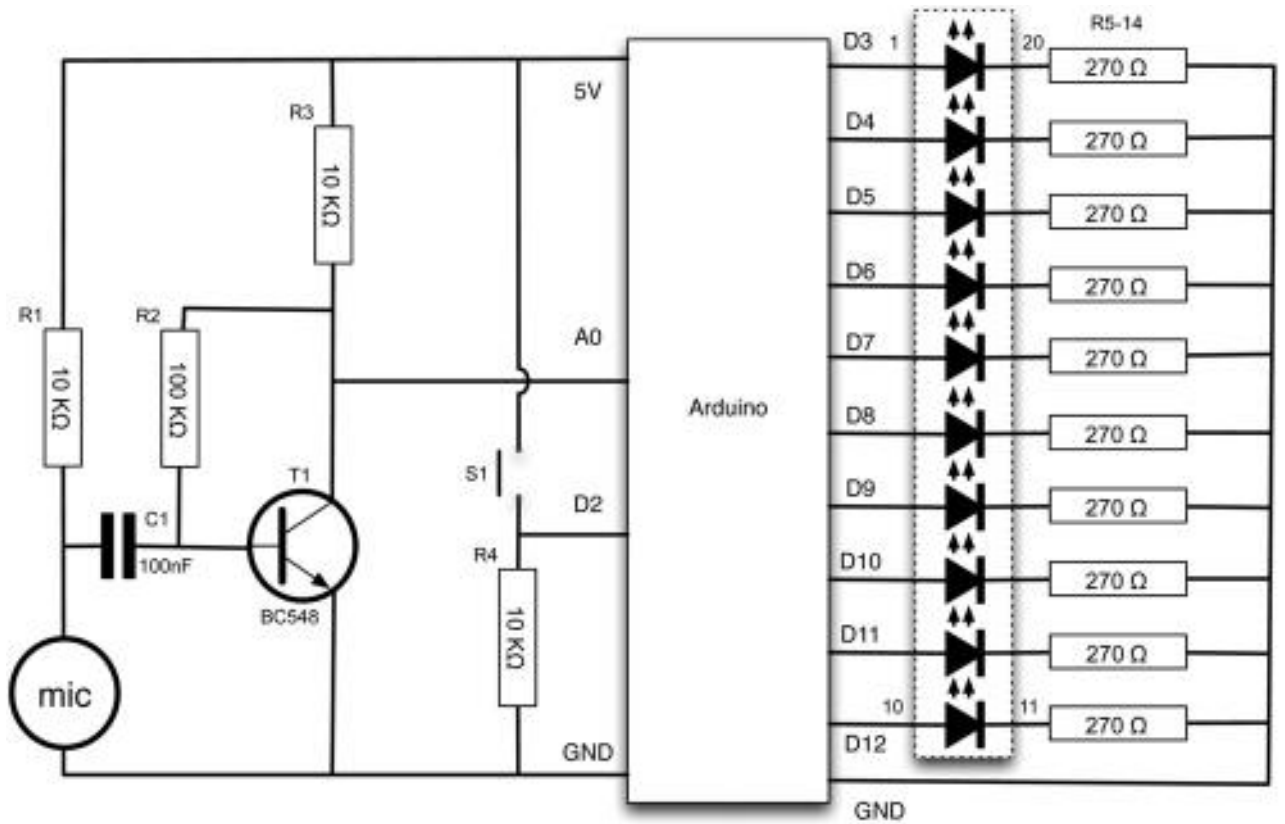 D3
1
20
R5-14
270 Ω
5V
R3
10 KΩ
D4
270 Ω
D5
270 Ω
D6
270 Ω
R1
10 KΩ
R2
100 KΩ
A0
D7
270 Ω
Arduino
D8
270 Ω
T1
S1
D9
270 Ω
C1
100nF
D2
R4
10 KΩ
D10
270 Ω
BC548
D11
270 Ω
mic
10
11
270 Ω
GND
D12
GND